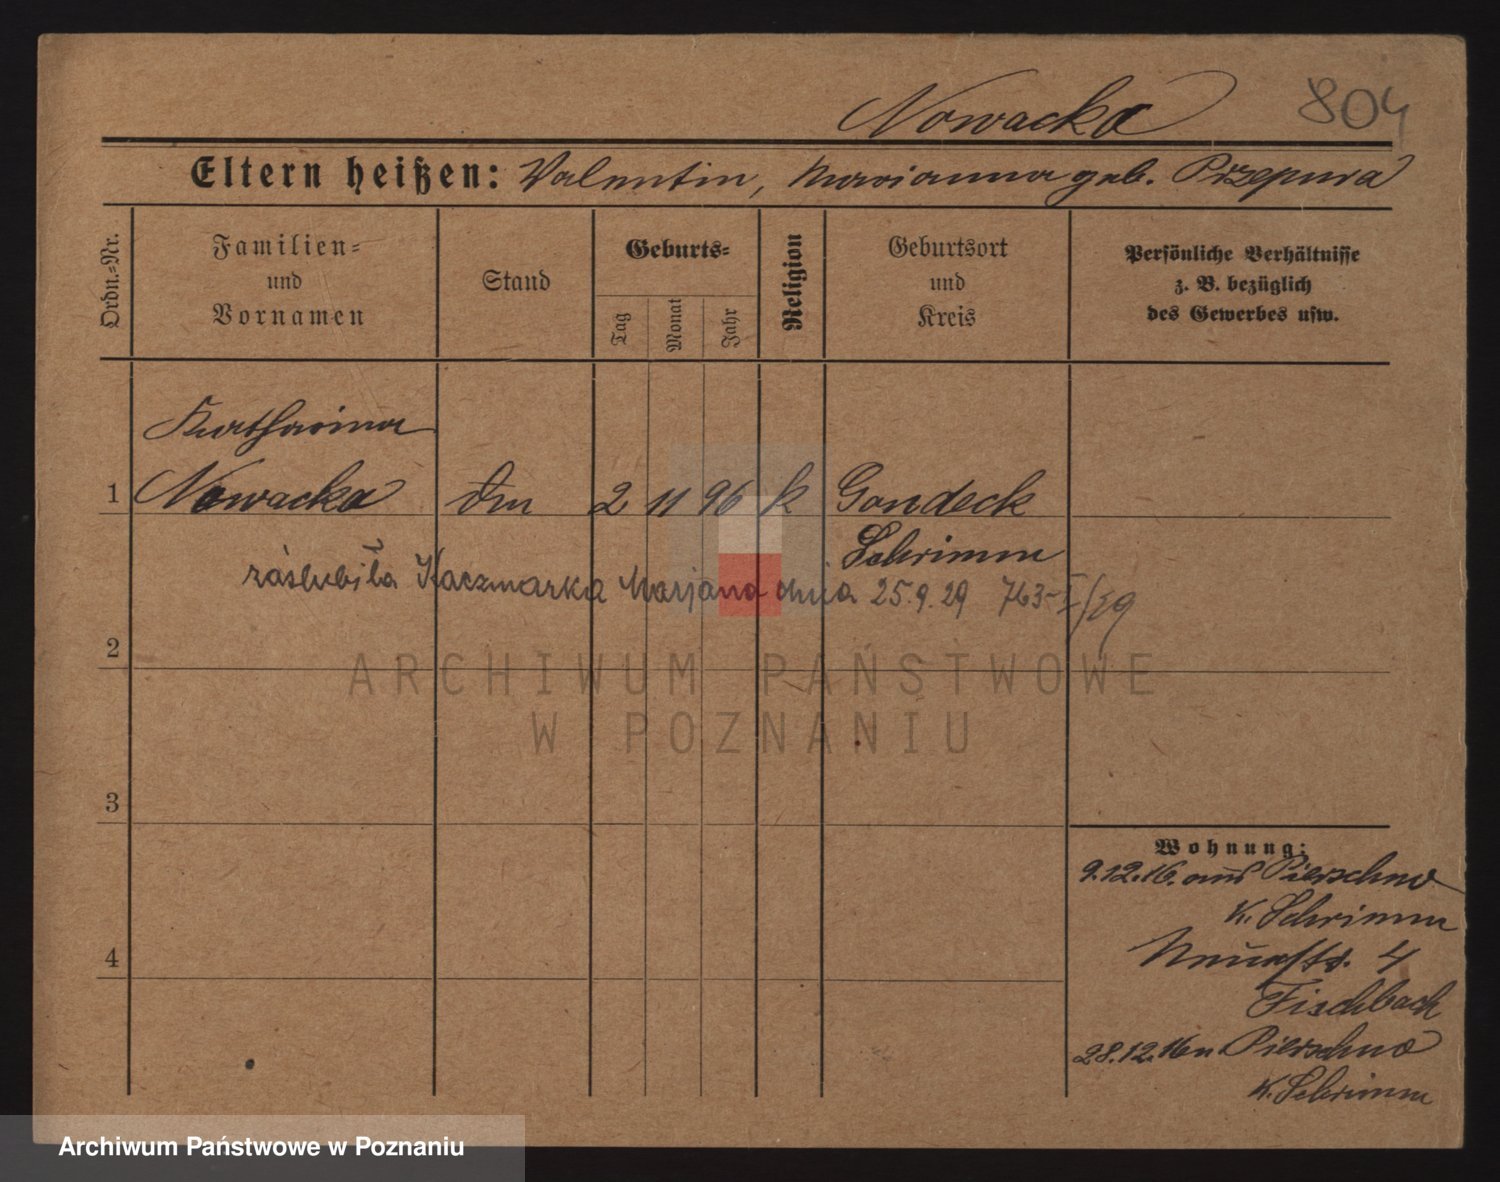 Nowacka 804
Eltern heißen: Valentin, Marianna geb. Przepura
Ordn.=Nr.
Familien=
und
Vornamen
Stand
Geburts=
Tag
Monat
Jahr
Religion
Geburtsort
und
Kreis
Persönliche Verhältnisse
z. B. bezüglich
des Gewerbes usw.
Katharina
1 Nowacka 2 11 96 k Gondeck
Schrimm
záślubiła Kaczmarka Marjana dnia 25.9.29 763-I/29
2
3
4
Wohnung:
9.12.16. aus Pierschno
K. Schrimm
4
Fischbach
28.12.16 n Pierschno
K. Schrimm
ARCHIWUM PAŃSTWOWE
W POZNANIU
Archiwum Państwowe w Poznaniu